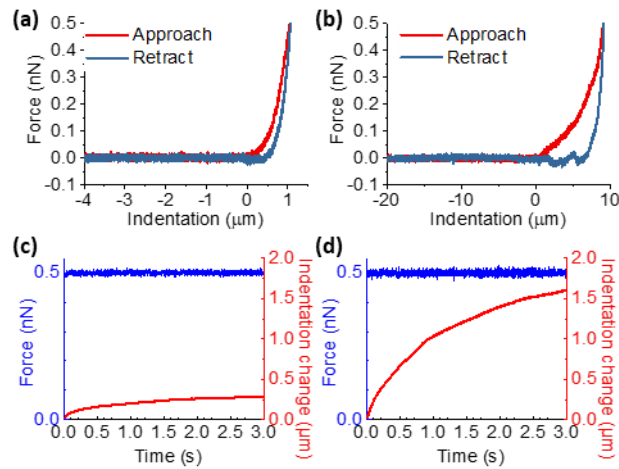 (a)
Approach
Retract
Force (nN)
0.5
0.4
0.3
0.2
0.1
0.0
-0.1
-4 -3 -2 -1 0 1
Indentation (μm)
(b)
Approach
Retract
Force (nN)
0.5
0.4
0.3
0.2
0.1
0.0
-0.1
-20 -10 0 10
Indentation (μm)
(c)
Force (nN)
0.5
0.0
2.0
1.5
1.0
0.5
0.0
Indentation change (μm)
0.0 0.5 1.0 1.5 2.0 2.5 3.0
Time (s)
(d)
Force (nN)
0.5
0.0
2.0
1.5
1.0
0.5
0.0
Indentation change (μm)
0.0 0.5 1.0 1.5 2.0 2.5 3.0
Time (s)